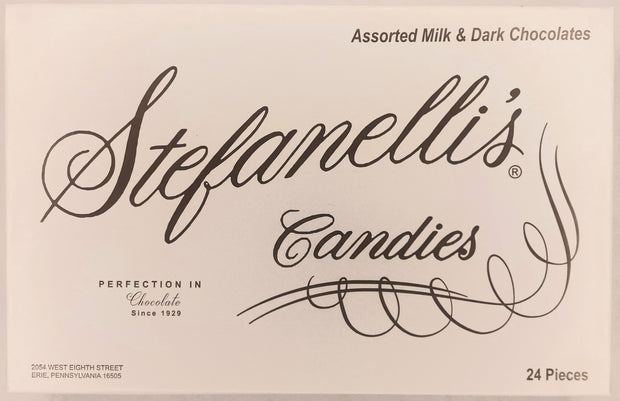 Assorted Milk & Dark Chocolates
Stefanelli's®
Candies
PERFECTION IN
Chocolate
Since 1929
2054 WEST EIGHTH STREET
ERIE, PENNSYLVANIA 16505
24 Pieces